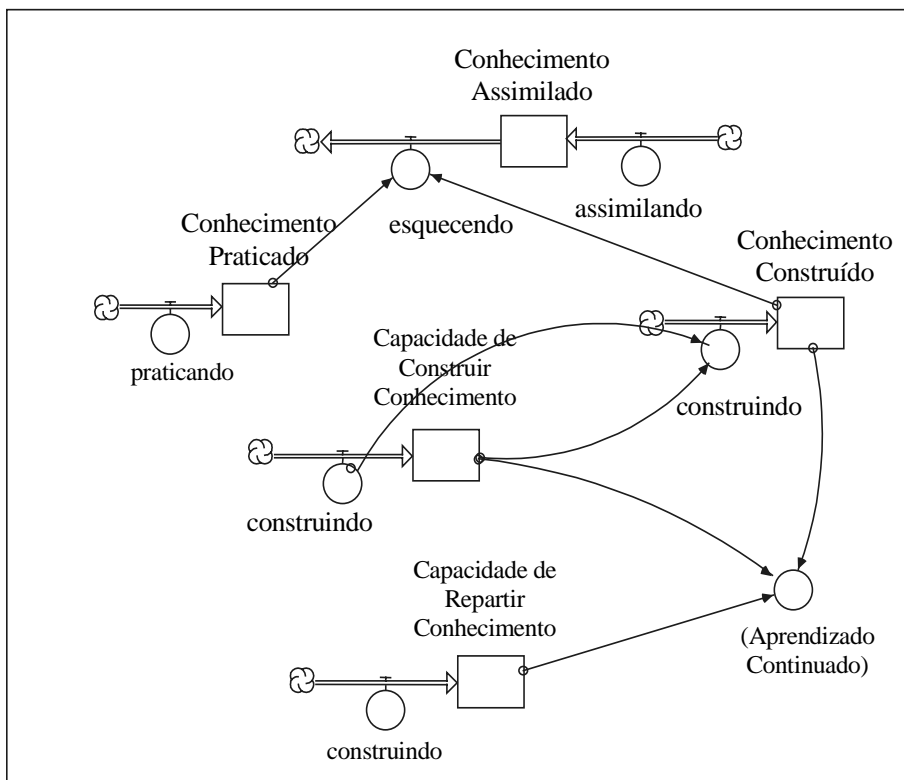 Conhecimento
Assimilado
assimilando
esquecendo
Conhecimento
Praticado
praticando
Conhecimento
Construído
construindo
Capacidade de
Construir
Conhecimento
construindo
Capacidade de
Repartir
Conhecimento
construindo
(Aprendizado
Continuado)